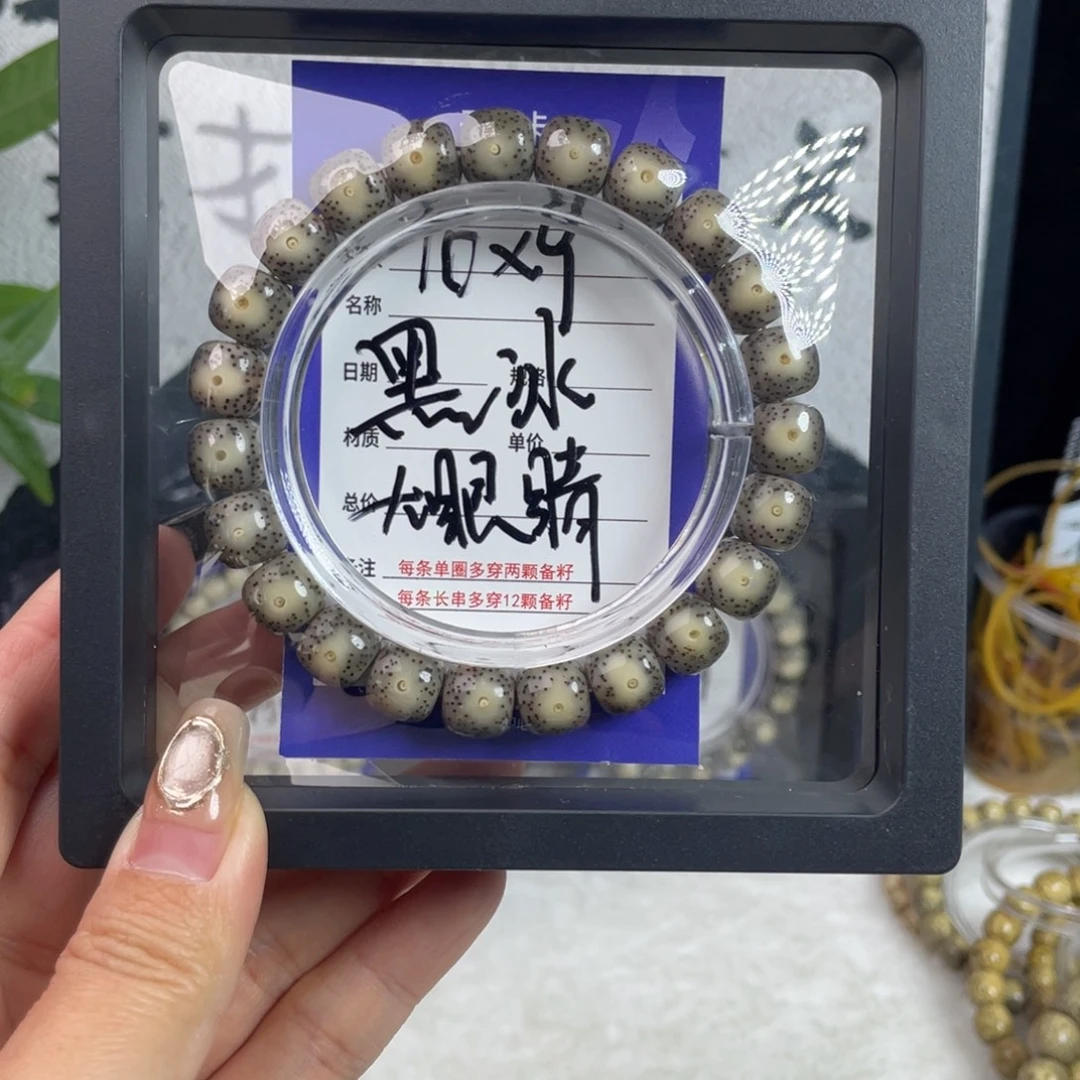 卡
10x9
名称
黑冰
日期 规格
材质 单价
大眼睛
总价
备注 每条单圈多穿两颗备籽
每条长串多穿12颗备籽